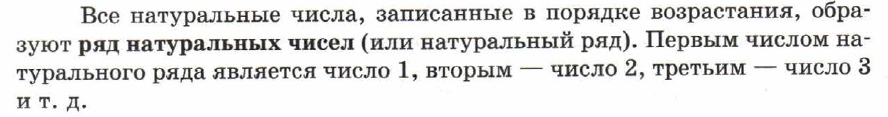 Все натуральные числа, записанные в порядке возрастания, обра-
зуют ряд натуральных чисел (или натуральный ряд). Первым числом на-
турального ряда является число 1, вторым — число 2, третьим — число 3
и т. д.